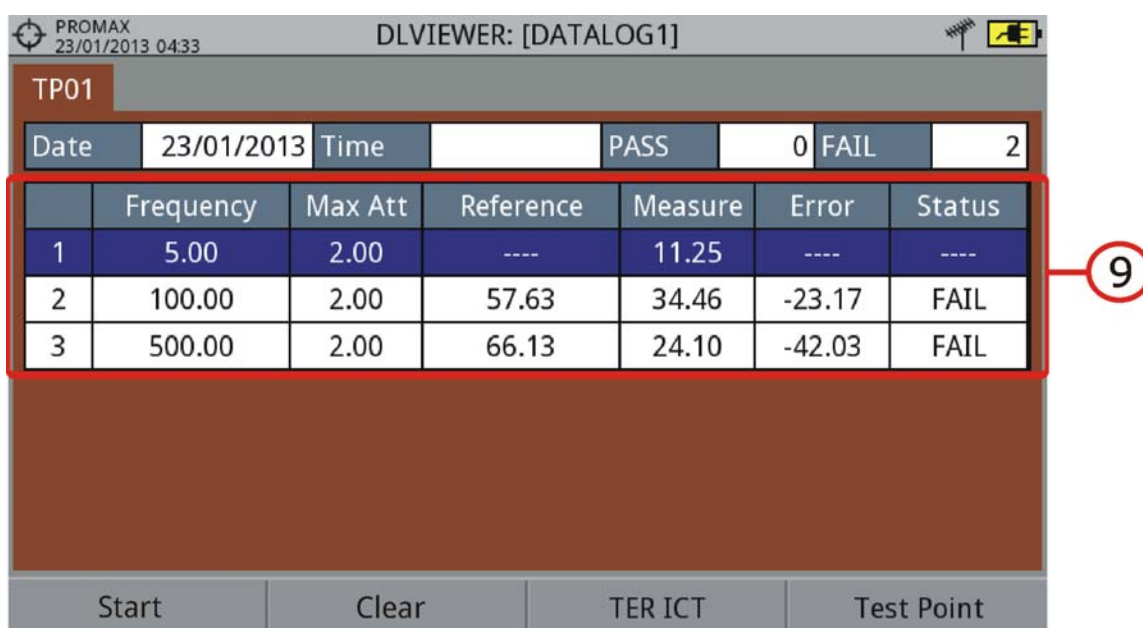 PROMAX
23/01/2013 04:33 DLVIEWER: [DATALOG1]
TP01
Date 23/01/2013 Time PASS 0 FAIL 2
Frequency Max Att Reference Measure Error Status
1 5.00 2.00 ---- 11.25 ---- ----
2 100.00 2.00 57.63 34.46 -23.17 FAIL
3 500.00 2.00 66.13 24.10 -42.03 FAIL
9
Start Clear TER ICT Test Point